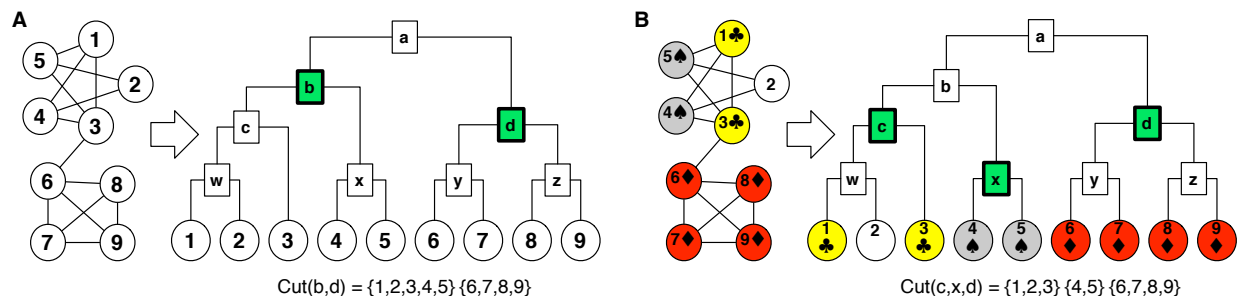 A
B
1
5
2
4
3
6
8
7
9
a
b
d
c
w
x
y
z
1 2 3 4 5 6 7 8 9
Cut(b,d) = {1,2,3,4,5} {6,7,8,9}
1♣
5♠
2
4♠
3♣
6♦
8♦
7♦
9♦
a
b
c
d
w
x
y
z
1 2 3 4 5 6 7 8 9
♣ ♣ ♠ ♠ ♦ ♦ ♦ ♦
Cut(c,x,d) = {1,2,3} {4,5} {6,7,8,9}